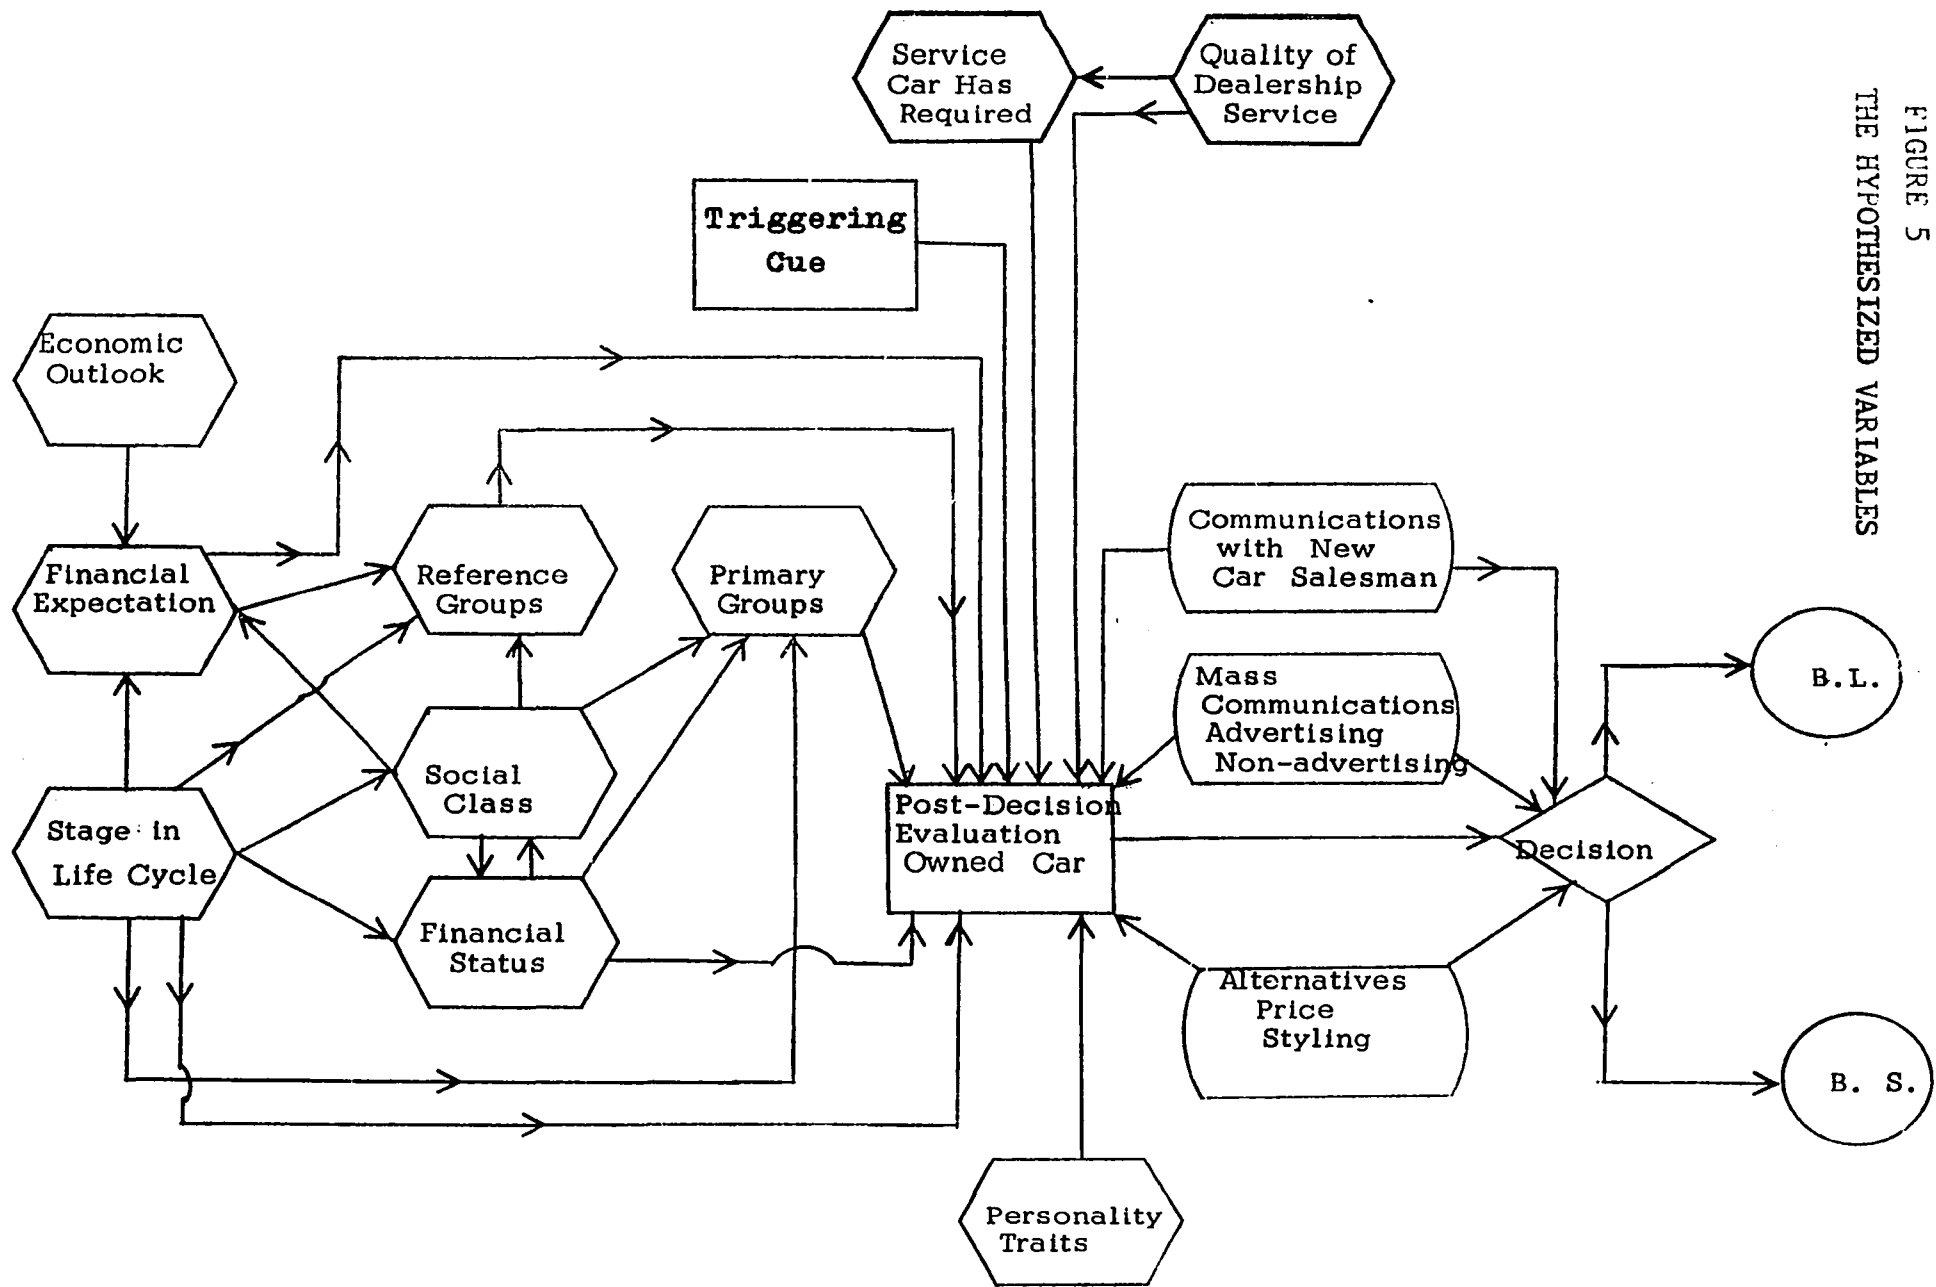 FIGURE 5
THE HYPOTHESIZED VARIABLES
Service
Car Has
Required
Quality of
Dealership
Service
Triggering
Cue
Economic
Outlook
Financial
Expectation
Reference
Groups
Primary
Groups
Communications
with New
Car Salesman
Mass
Communications
Advertising
Non-advertising
B.L.
Stage in
Life Cycle
Social
Class
Post-Decision
Evaluation
Owned Car
Decision
Financial
Status
Alternatives
Price
Styling
B. S.
Personality
Traits